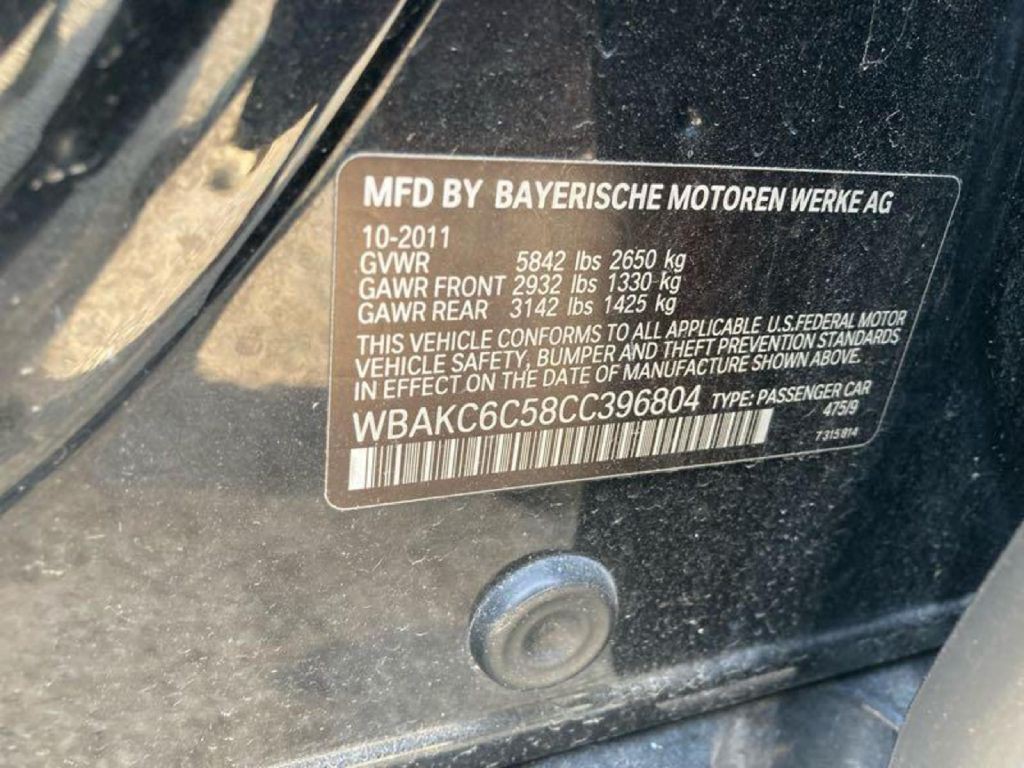 MFD BY BAYERISCHE MOTOREN WERKE AG
10-2011
GVWR 5842 lbs 2650 kg
GAWR FRONT 2932 lbs 1330 kg
GAWR REAR 3142 lbs 1425 kg
THIS VEHICLE CONFORMS TO ALL APPLICABLE U.S.FEDERAL MOTOR
VEHICLE SAFETY, BUMPER AND THEFT PREVENTION STANDARDS
IN EFFECT ON THE DATE OF MANUFACTURE SHOWN ABOVE.
WBAKC6C58CC396804 TYPE: PASSENGER CAR
475/9
7 315 814